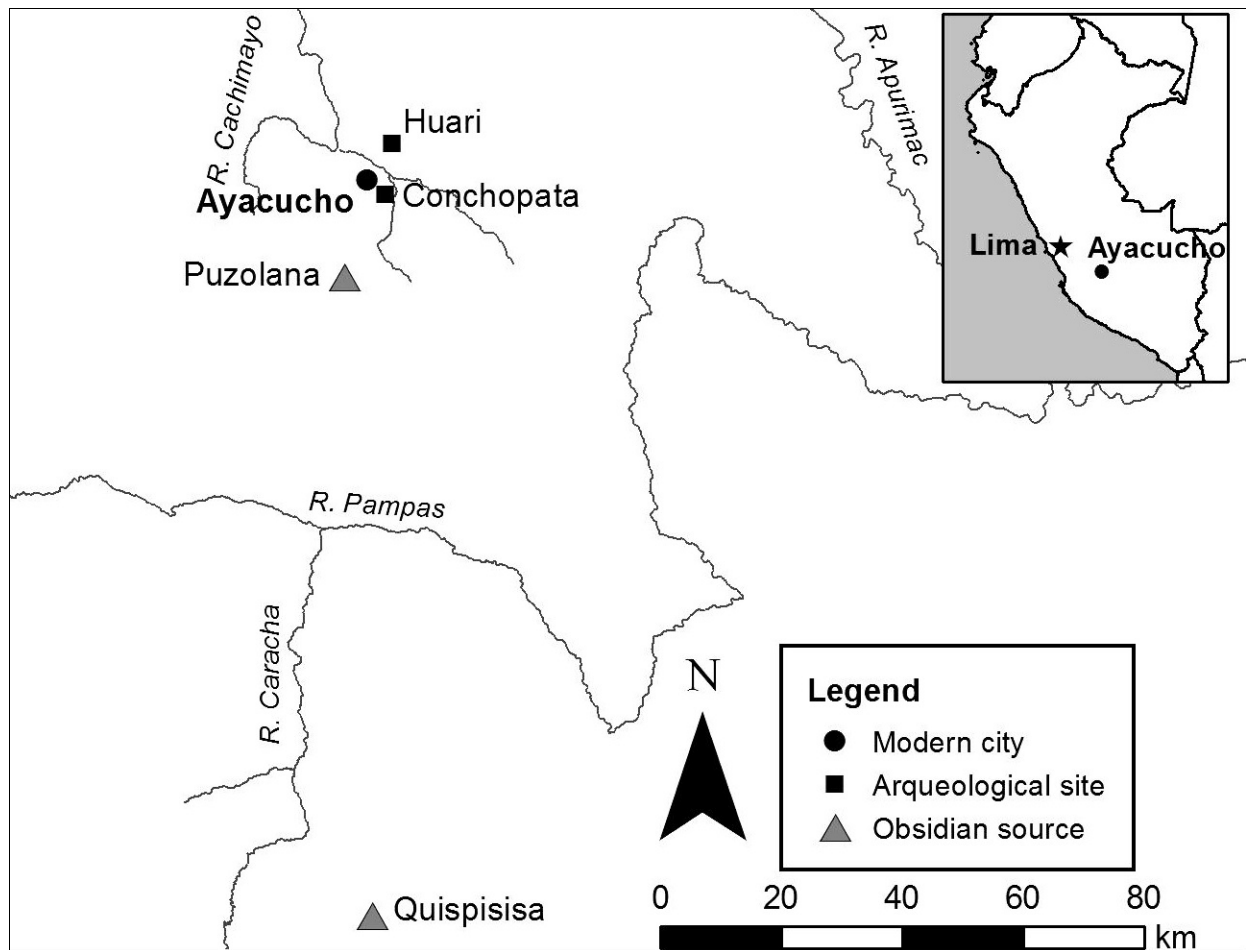 R. Cachimayo
Huari
Ayacucho
Conchopata
Puzolana
R. Apurimac
Lima
Ayacucho
R. Pampas
R. Caracha
Quispisisa
N
Legend
Modern city
Arqueological site
Obsidian source
0 20 40 60 80
km